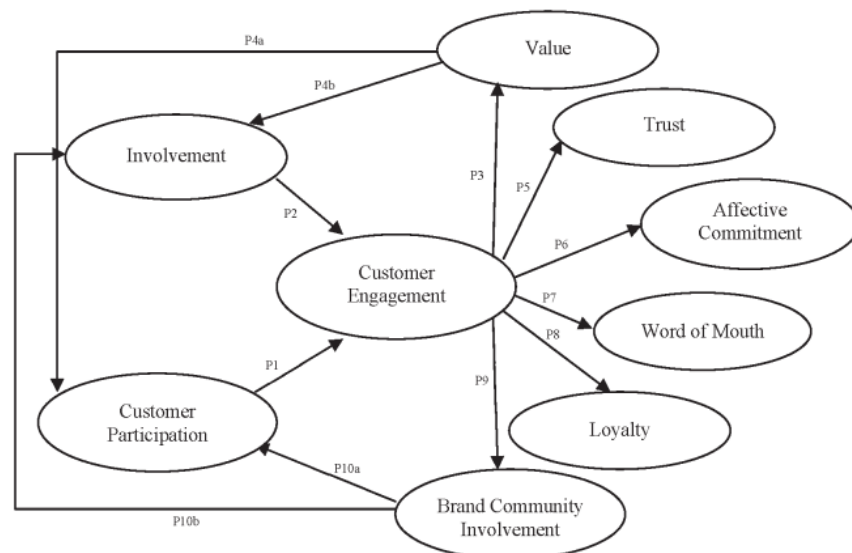 P4a
Value
P4b
Trust
Involvement
P3
P5
P2
Affective
Commitment
P6
Customer
Engagement
P7
Word of Mouth
P8
P1
P9
Customer
Participation
Loyalty
P10a
Brand Community
Involvement
P10b